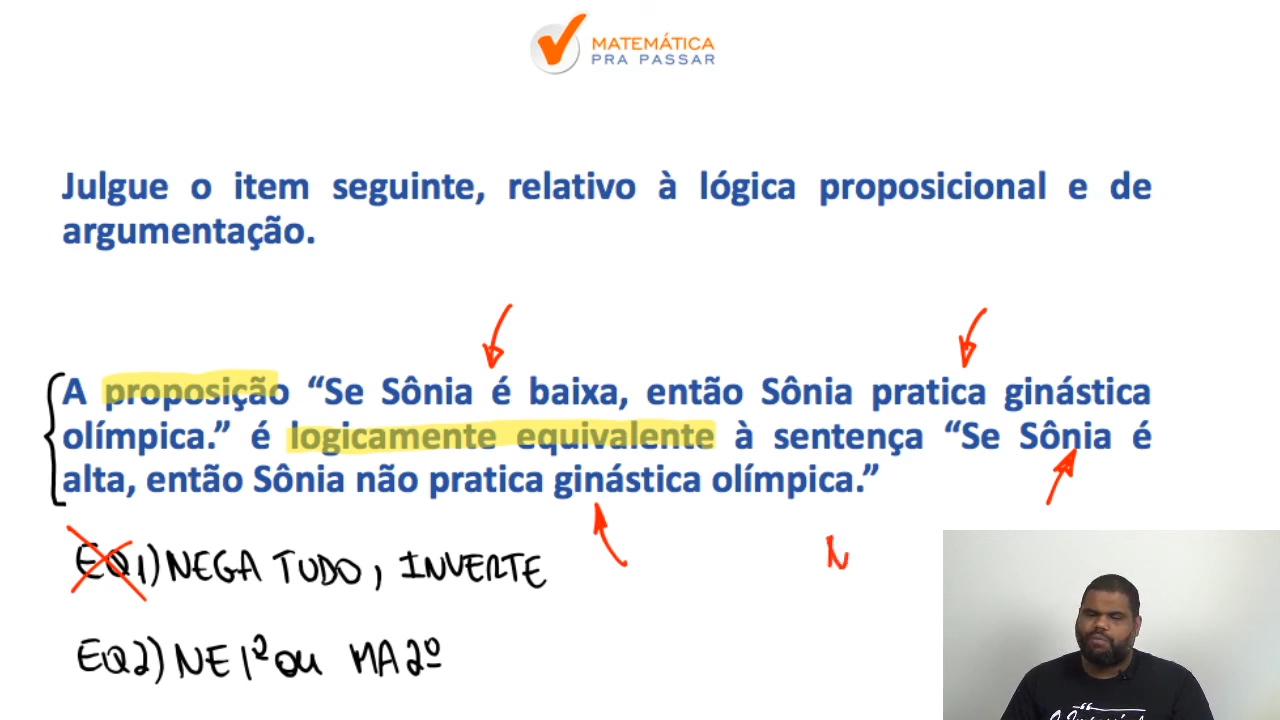 MATEMÁTICA
PRA PASSAR
Julgue o item seguinte, relativo à lógica proposicional e de
argumentação.
A proposição “Se Sônia é baixa, então Sônia pratica ginástica
olímpica.” é logicamente equivalente à sentença “Se Sônia é
alta, então Sônia não pratica ginástica olímpica.”
EQ1) NEGA TUDO, INVERTE
N
EQ2) NE 1º OU MA 2º